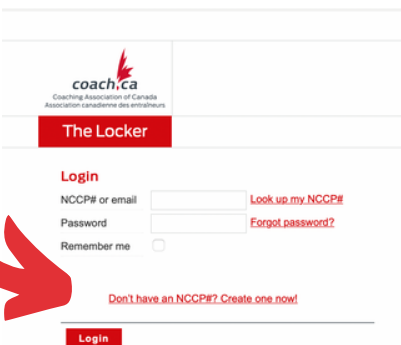 coach.ca
Coaching Association of Canada
Association canadienne des entraîneurs
The Locker
Login
NCCP# or email
Look up my NCCP#
Password
Forgot password?
Remember me
Don't have an NCCP#? Create one now!
Login